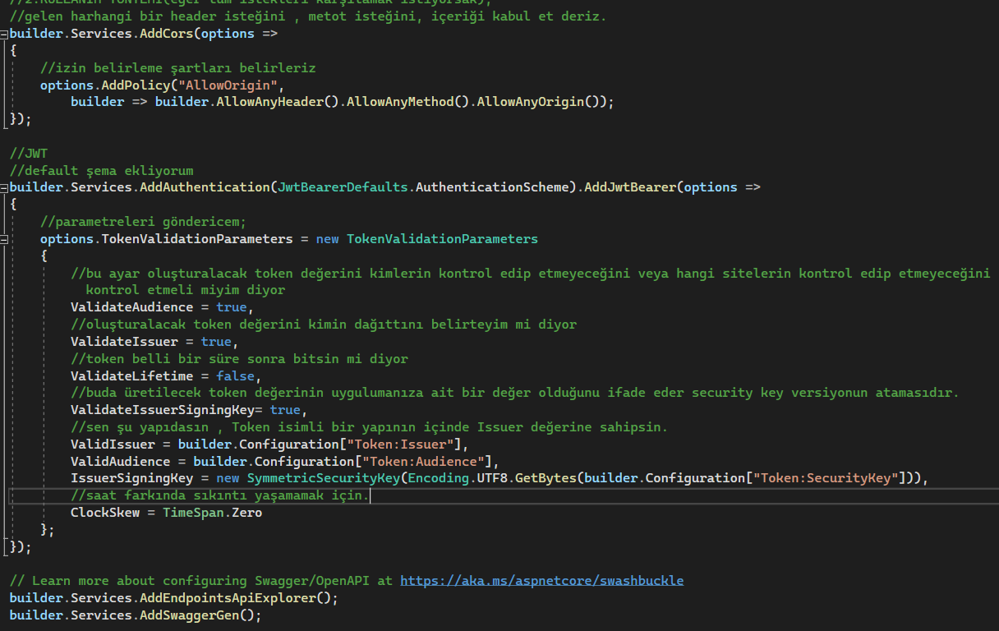 //2.KULLANIM YÖNTEMİ(eğer tüm istekleri karşılamak istiyorsak);
//gelen harhangi bir header isteğini , metot isteğini, içeriği kabul et deriz.
builder.Services.AddCors(options =>
{
//izin belirleme şartları belirleriz
options.AddPolicy("AllowOrigin",
builder => builder.AllowAnyHeader().AllowAnyMethod().AllowAnyOrigin());
});
//JWT
//default şema ekliyorum
builder.Services.AddAuthentication(JwtBearerDefaults.AuthenticationScheme).AddJwtBearer(options =>
{
//parametreleri göndericem;
options.TokenValidationParameters = new TokenValidationParameters
{
//bu ayar oluşturalacak token değerini kimlerin kontrol edip etmeyeceğini veya hangi sitelerin kontrol edip etmeyeceğini
kontrol etmeli miyim diyor
ValidateAudience = true,
//oluşturalacak token değerini kimin dağıttını belirteyim mi diyor
ValidateIssuer = true,
//token belli bir süre sonra bitsin mi diyor
ValidateLifetime = false,
//buda üretilecek token değerinin uygulumanıza ait bir değer olduğunu ifade eder security key versiyonun atamasıdır.
ValidateIssuerSigningKey= true,
//sen şu yapıdasın , Token isimli bir yapının içinde Issuer değerine sahipsin.
ValidIssuer = builder.Configuration["Token:Issuer"],
ValidAudience = builder.Configuration["Token:Audience"],
IssuerSigningKey = new SymmetricSecurityKey(Encoding.UTF8.GetBytes(builder.Configuration["Token:SecurityKey"])),
//saat farkında sıkıntı yaşamamak için.
ClockSkew = TimeSpan.Zero
};
});
// Learn more about configuring Swagger/OpenAPI at https://aka.ms/aspnetcore/swashbuckle
builder.Services.AddEndpointsApiExplorer();
builder.Services.AddSwaggerGen();